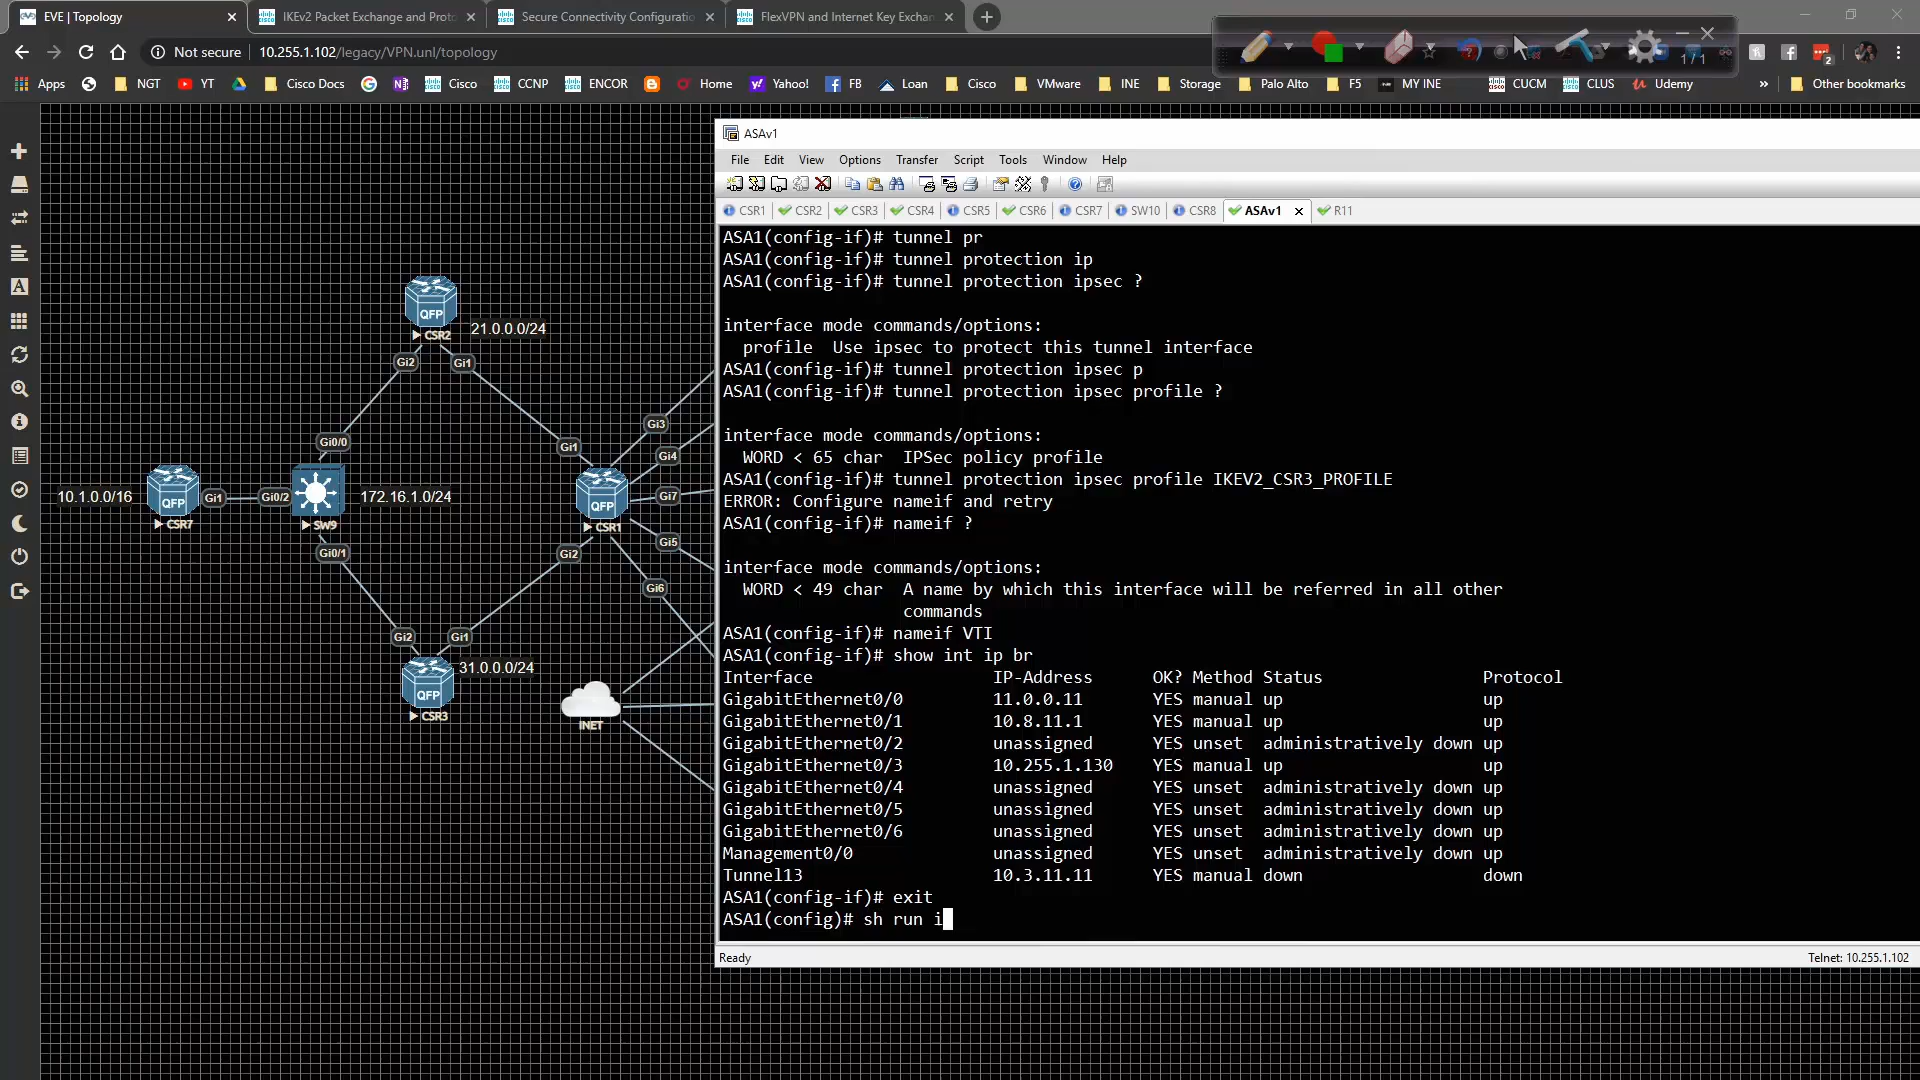 EVE | Topology
IKEv2 Packet Exchange and Proto
Secure Connectivity Configuratio
FlexVPN and Internet Key Exchan
Not secure
10.255.1.102/legacy/VPN.unl/topology
1 / 1
2
Apps
NGT
YT
Cisco Docs
Cisco
CCNP
ENCOR
Home
Yahoo!
FB
Loan
Cisco
VMware
INE
Storage
Palo Alto
F5
MY INE
CUCM
CLUS
Udemy
»
Other bookmarks
ASAv1
File Edit View Options Transfer Script Tools Window Help
CSR1 CSR2 CSR3 CSR4 CSR5 CSR6 CSR7 SW10 CSR8 ASAv1 R11
ASA1(config-if)# tunnel pr
ASA1(config-if)# tunnel protection ip
ASA1(config-if)# tunnel protection ipsec ?
interface mode commands/options:
profile  Use ipsec to protect this tunnel interface
ASA1(config-if)# tunnel protection ipsec p
ASA1(config-if)# tunnel protection ipsec profile ?
interface mode commands/options:
WORD < 65 char  IPSec policy profile
ASA1(config-if)# tunnel protection ipsec profile IKEV2_CSR3_PROFILE
ERROR: Configure nameif and retry
ASA1(config-if)# nameif ?
interface mode commands/options:
WORD < 49 char  A name by which this interface will be referred in all other
commands
ASA1(config-if)# nameif VTI
ASA1(config-if)# show int ip br
Interface                  IP-Address      OK? Method Status                Protocol
GigabitEthernet0/0         11.0.0.11       YES manual up                    up
GigabitEthernet0/1         10.8.11.1       YES manual up                    up
GigabitEthernet0/2         unassigned      YES unset  administratively down up
GigabitEthernet0/3         10.255.1.130    YES manual up                    up
GigabitEthernet0/4         unassigned      YES unset  administratively down up
GigabitEthernet0/5         unassigned      YES unset  administratively down up
GigabitEthernet0/6         unassigned      YES unset  administratively down up
Management0/0              unassigned      YES unset  administratively down up
Tunnel13                   10.3.11.11      YES manual down                  down
ASA1(config-if)# exit
ASA1(config)# sh run i
Ready
Telnet: 10.255.1.102
QFP
CSR2
21.0.0.0/24
Gi2
Gi1
Gi0/0
Gi1
Gi3
Gi4
10.1.0.0/16
QFP
CSR7
Gi1
Gi0/2
SW9
172.16.1.0/24
QFP
CSR1
Gi7
Gi5
Gi0/1
Gi2
Gi6
Gi2
Gi1
QFP
CSR3
31.0.0.0/24
INET